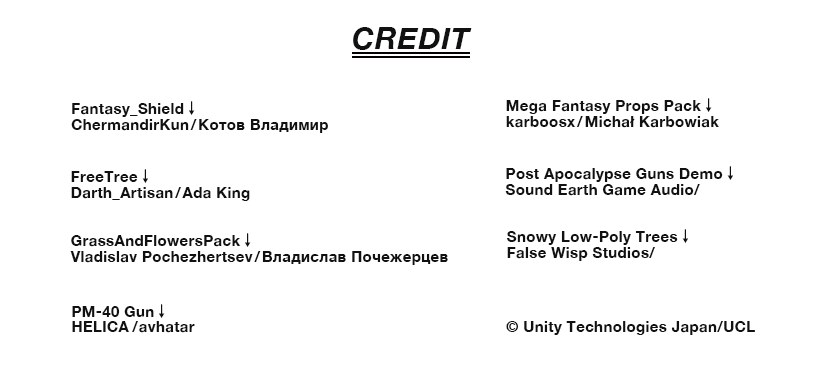 CREDIT
Fantasy_Shield↓
ChermandirKun/Котов Владимир
FreeTree↓
Darth_Artisan/Ada King
GrassAndFlowersPack↓
Vladislav Pochezhertsev/Владислав Почежерцев
PM-40 Gun↓
HELICA/avhatar
Mega Fantasy Props Pack↓
karboosx/Michał Karbowiak
Post Apocalypse Guns Demo↓
Sound Earth Game Audio/
Snowy Low-Poly Trees↓
False Wisp Studios/
© Unity Technologies Japan/UCL